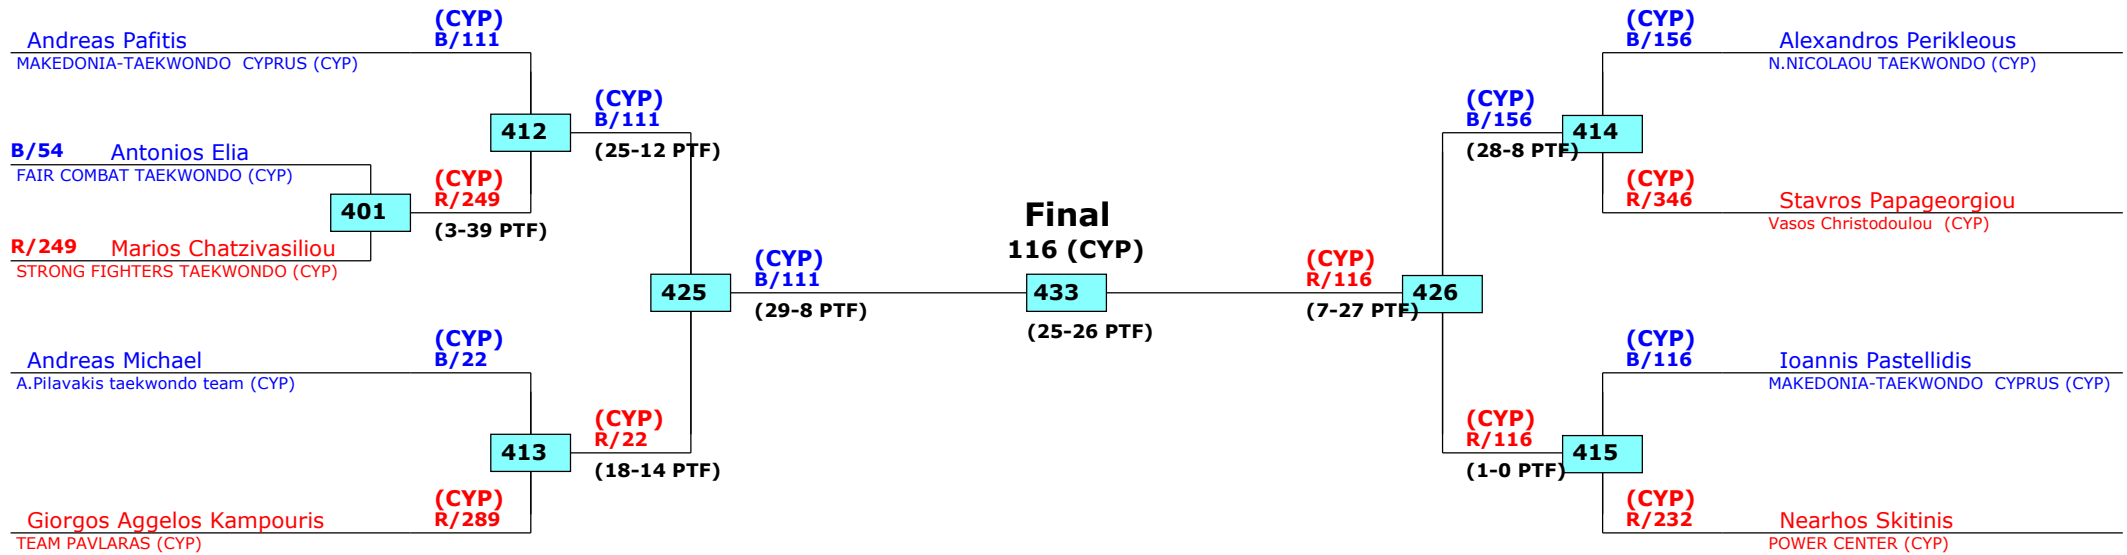 (CYP)
B/111
Andreas Pafitis
MAKEDONIA-TAEKWONDO CYPRUS (CYP)
412
(CYP)
B/111
(25-12 PTF)
B/54 Antonios Elia
FAIR COMBAT TAEKWONDO (CYP)
401
(CYP)
R/249
(3-39 PTF)
R/249 Marios Chatzivasiliou
STRONG FIGHTERS TAEKWONDO (CYP)
425
(CYP)
B/111
(29-8 PTF)
(CYP)
B/22
Andreas Michael
A.Pilavakis taekwondo team (CYP)
413
(CYP)
R/22
(18-14 PTF)
(CYP)
R/289
Giorgos Aggelos Kampouris
TEAM PAVLARAS (CYP)
Final
116 (CYP)
433
(25-26 PTF)
(CYP)
R/116
(7-27 PTF)
426
(CYP)
B/156
(28-8 PTF)
414
(CYP)
B/156
Alexandros Perikleous
N.NICOLAOU TAEKWONDO (CYP)
(CYP)
R/346
Stavros Papageorgiou
Vasos Christodoulou (CYP)
(CYP)
R/116
(1-0 PTF)
415
(CYP)
B/116
Ioannis Pastellidis
MAKEDONIA-TAEKWONDO CYPRUS (CYP)
(CYP)
R/232
Nearhos Skitinis
POWER CENTER (CYP)